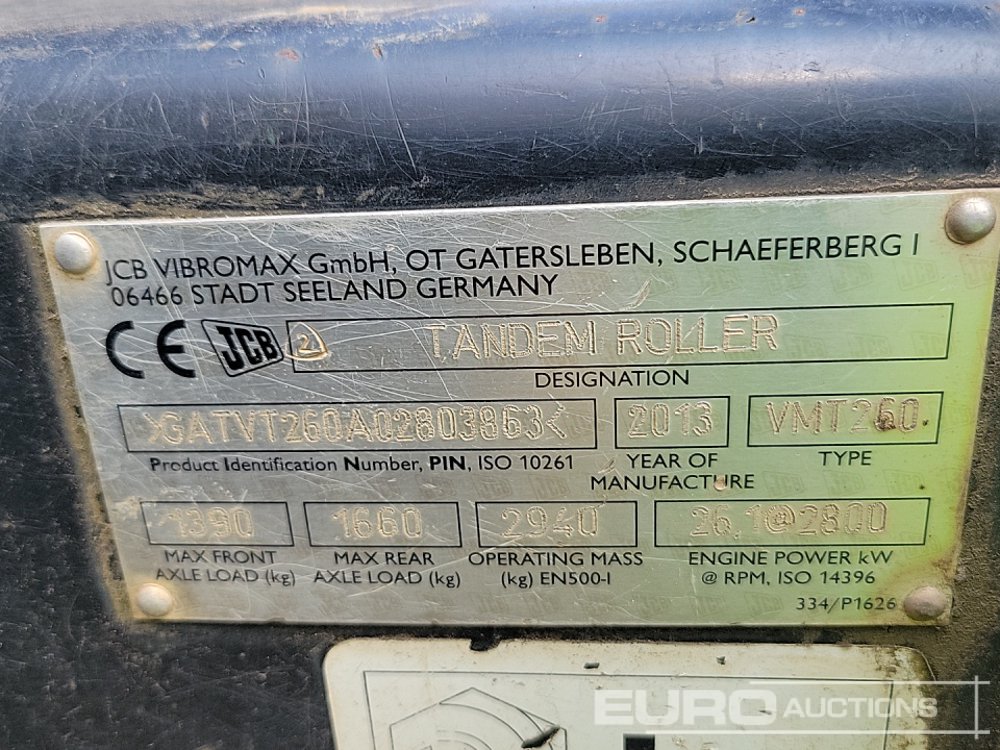 JCB VIBROMAX GmbH, OT GATERSLEBEN, SCHAEFERBERG I
06466 STADT SEELAND GERMANY
CE JCB 2 TANDEM ROLLER
DESIGNATION
>GATVT260A02803863< 2013 VMT260
Product Identification Number, PIN, ISO 10261 YEAR OF MANUFACTURE TYPE
1390 1660 2940 26.1@2800
MAX FRONT MAX REAR OPERATING MASS ENGINE POWER kW
AXLE LOAD (kg) AXLE LOAD (kg) (kg) EN500-I @ RPM, ISO 14396
334/P1626
EURO AUCTIONS